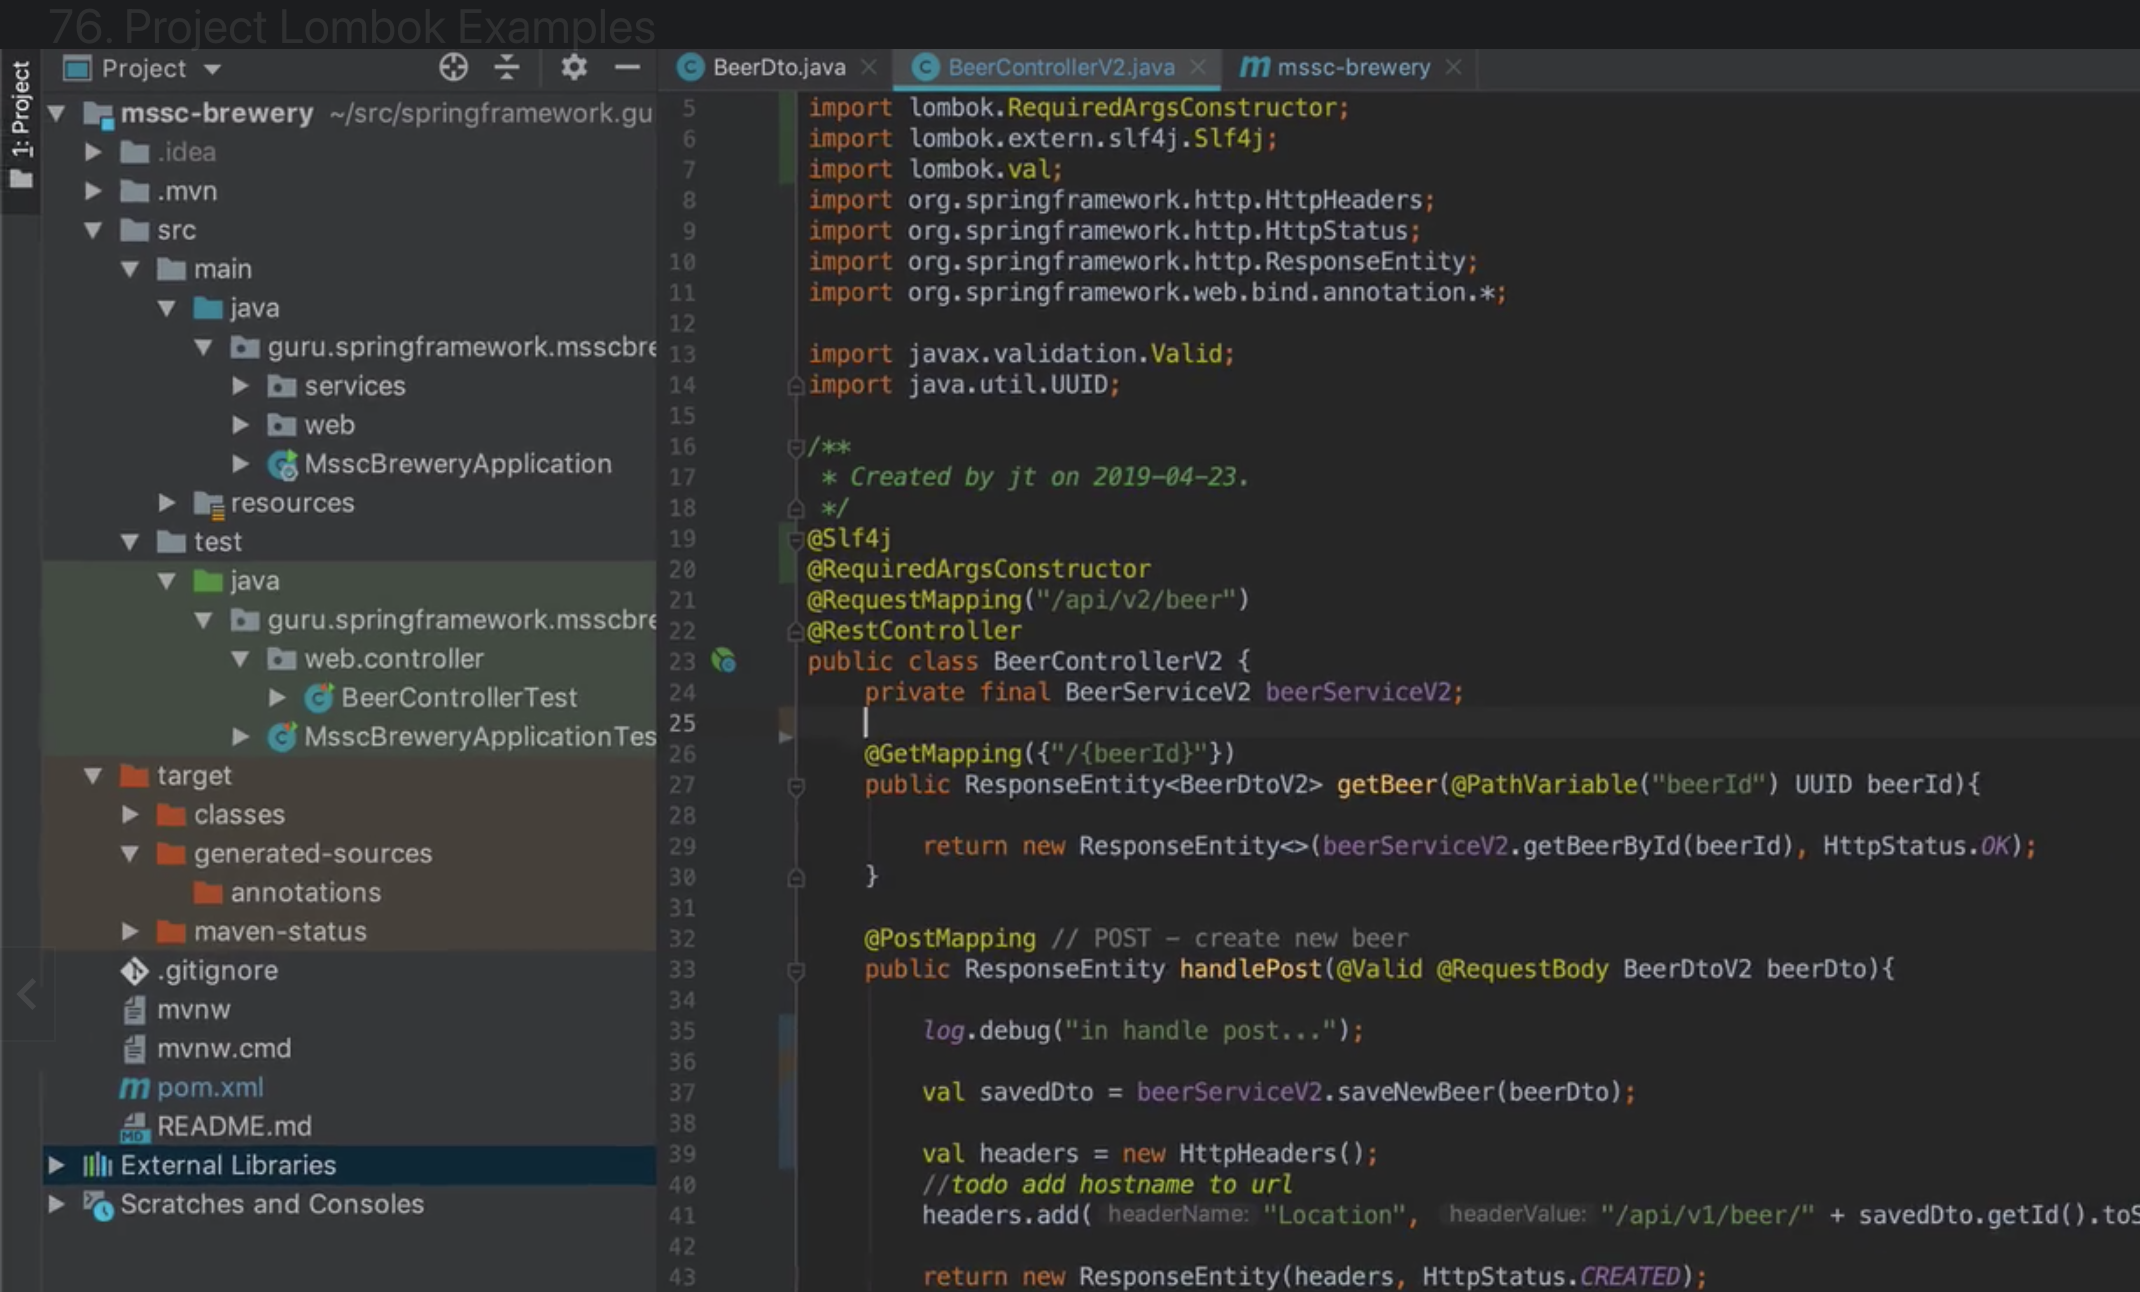 76. Project Lombok Examples
1: Project
Project
mssc-brewery ~/src/springframework.gu
.idea
.mvn
src
main
java
guru.springframework.msscbre
services
web
MsscBreweryApplication
resources
test
java
guru.springframework.msscbre
web.controller
BeerControllerTest
MsscBreweryApplicationTes
target
classes
generated-sources
annotations
maven-status
.gitignore
mvnw
mvnw.cmd
pom.xml
README.md
External Libraries
Scratches and Consoles
BeerDto.java BeerControllerV2.java mssc-brewery
5 import lombok.RequiredArgsConstructor;
6 import lombok.extern.slf4j.Slf4j;
7 import lombok.val;
8 import org.springframework.http.HttpHeaders;
9 import org.springframework.http.HttpStatus;
10 import org.springframework.http.ResponseEntity;
11 import org.springframework.web.bind.annotation.*;
12
13 import javax.validation.Valid;
14 import java.util.UUID;
15
16 /**
17 * Created by jt on 2019-04-23.
18 */
19 @Slf4j
20 @RequiredArgsConstructor
21 @RequestMapping("/api/v2/beer")
22 @RestController
23 public class BeerControllerV2 {
24 private final BeerServiceV2 beerServiceV2;
25
26 @GetMapping({"/{beerId}"})
27 public ResponseEntity<BeerDtoV2> getBeer(@PathVariable("beerId") UUID beerId){
28
29 return new ResponseEntity<>(beerServiceV2.getBeerById(beerId), HttpStatus.OK);
30 }
31
32 @PostMapping // POST - create new beer
33 public ResponseEntity handlePost(@Valid @RequestBody BeerDtoV2 beerDto){
34
35 log.debug("in handle post...");
36
37 val savedDto = beerServiceV2.saveNewBeer(beerDto);
38
39 val headers = new HttpHeaders();
40 //todo add hostname to url
41 headers.add( headerName: "Location", headerValue: "/api/v1/beer/" + savedDto.getId().toS
42
43 return new ResponseEntity(headers, HttpStatus.CREATED);